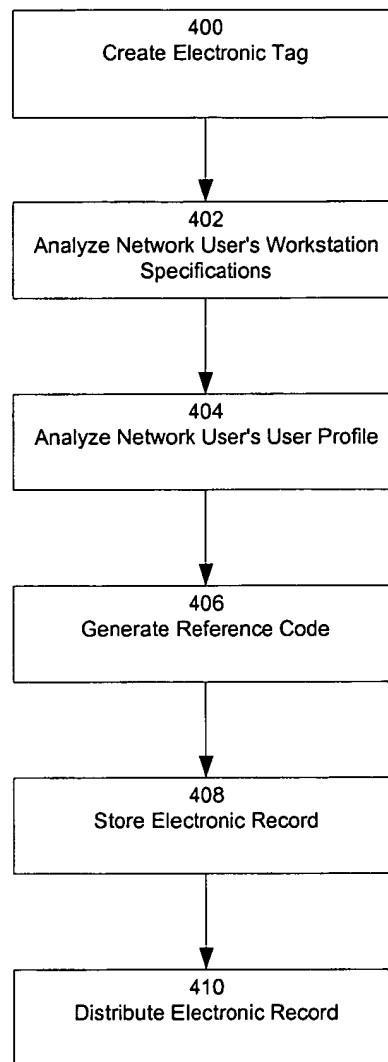 400
Create Electronic Tag
402
Analyze Network User's Workstation
Specifications
404
Analyze Network User's User Profile
406
Generate Reference Code
408
Store Electronic Record
410
Distribute Electronic Record